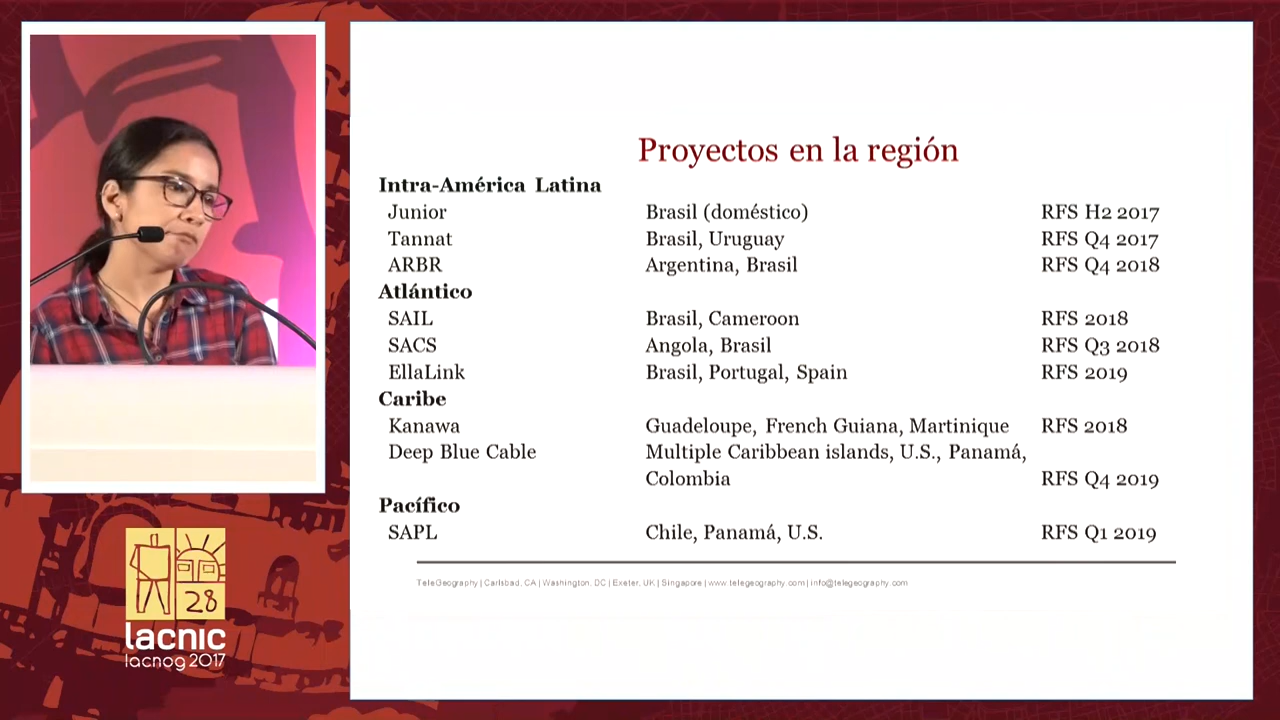 Proyectos en la región
Intra-América Latina
Junior Brasil (doméstico) RFS H2 2017
Tannat Brasil, Uruguay RFS Q4 2017
ARBR Argentina, Brasil RFS Q4 2018
Atlántico
SAIL Brasil, Cameroon RFS 2018
SACS Angola, Brasil RFS Q3 2018
EllaLink Brasil, Portugal, Spain RFS 2019
Caribe
Kanawa Guadeloupe, French Guiana, Martinique RFS 2018
Deep Blue Cable Multiple Caribbean islands, U.S., Panamá,
Colombia RFS Q4 2019
Pacífico
SAPL Chile, Panamá, U.S. RFS Q1 2019
TeleGeography | Carlsbad, CA | Washington, DC | Exeter, UK | Singapore | www.telegeography.com | info@telegeography.com
28
lacnic
lacnog 2017